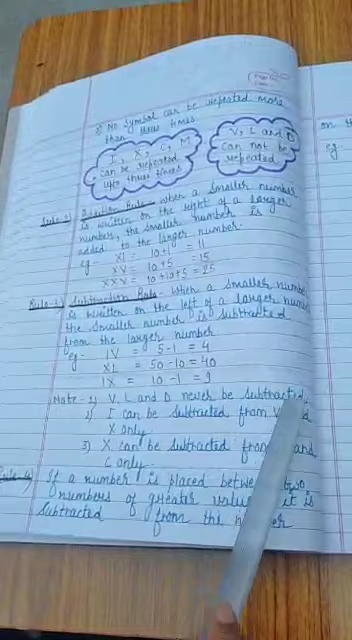 3) No symbol can be repeated more
than three times
I, X, C, M
can be repeated
upto three times
V, L and D
can not be
repeated
Rule-2) Addition Rule - when a smaller number
is written on the right of a larger
number, the smaller number is
added to the larger number.
eg - XI = 10+1 = 11
XV = 10+5 = 15
XXV = 10+10+5 = 25
Rule-3) Subtraction Rule - When a smaller number
is written on the left of a larger
the smaller number is subtracted
from the larger number
eg - IV = 5-1 = 4
XL = 50-10 = 40
IX = 10-1 = 9
Note - 1) V, L and D never be subtracted.
2) I can be subtracted from V
X only
3) X can be subtracted from and
C only.
If a number is placed between two
numbers of greater value it is
subtracted from the
on
eg